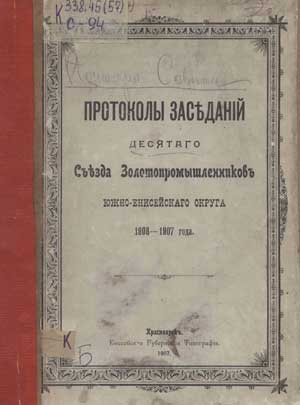 К 338.45(57)
С-94
ПРОТОКОЛЫ ЗАСѢДАНІЙ
ДЕСЯТАГО
Съѣзда Золотопромышленниковъ
ЮЖНО-ЕНИСЕЙСКАГО ОКРУГА
1906—1907 года.
Красноярскъ.
Енисейск. Губернская Типографія.
1907.
К
Б